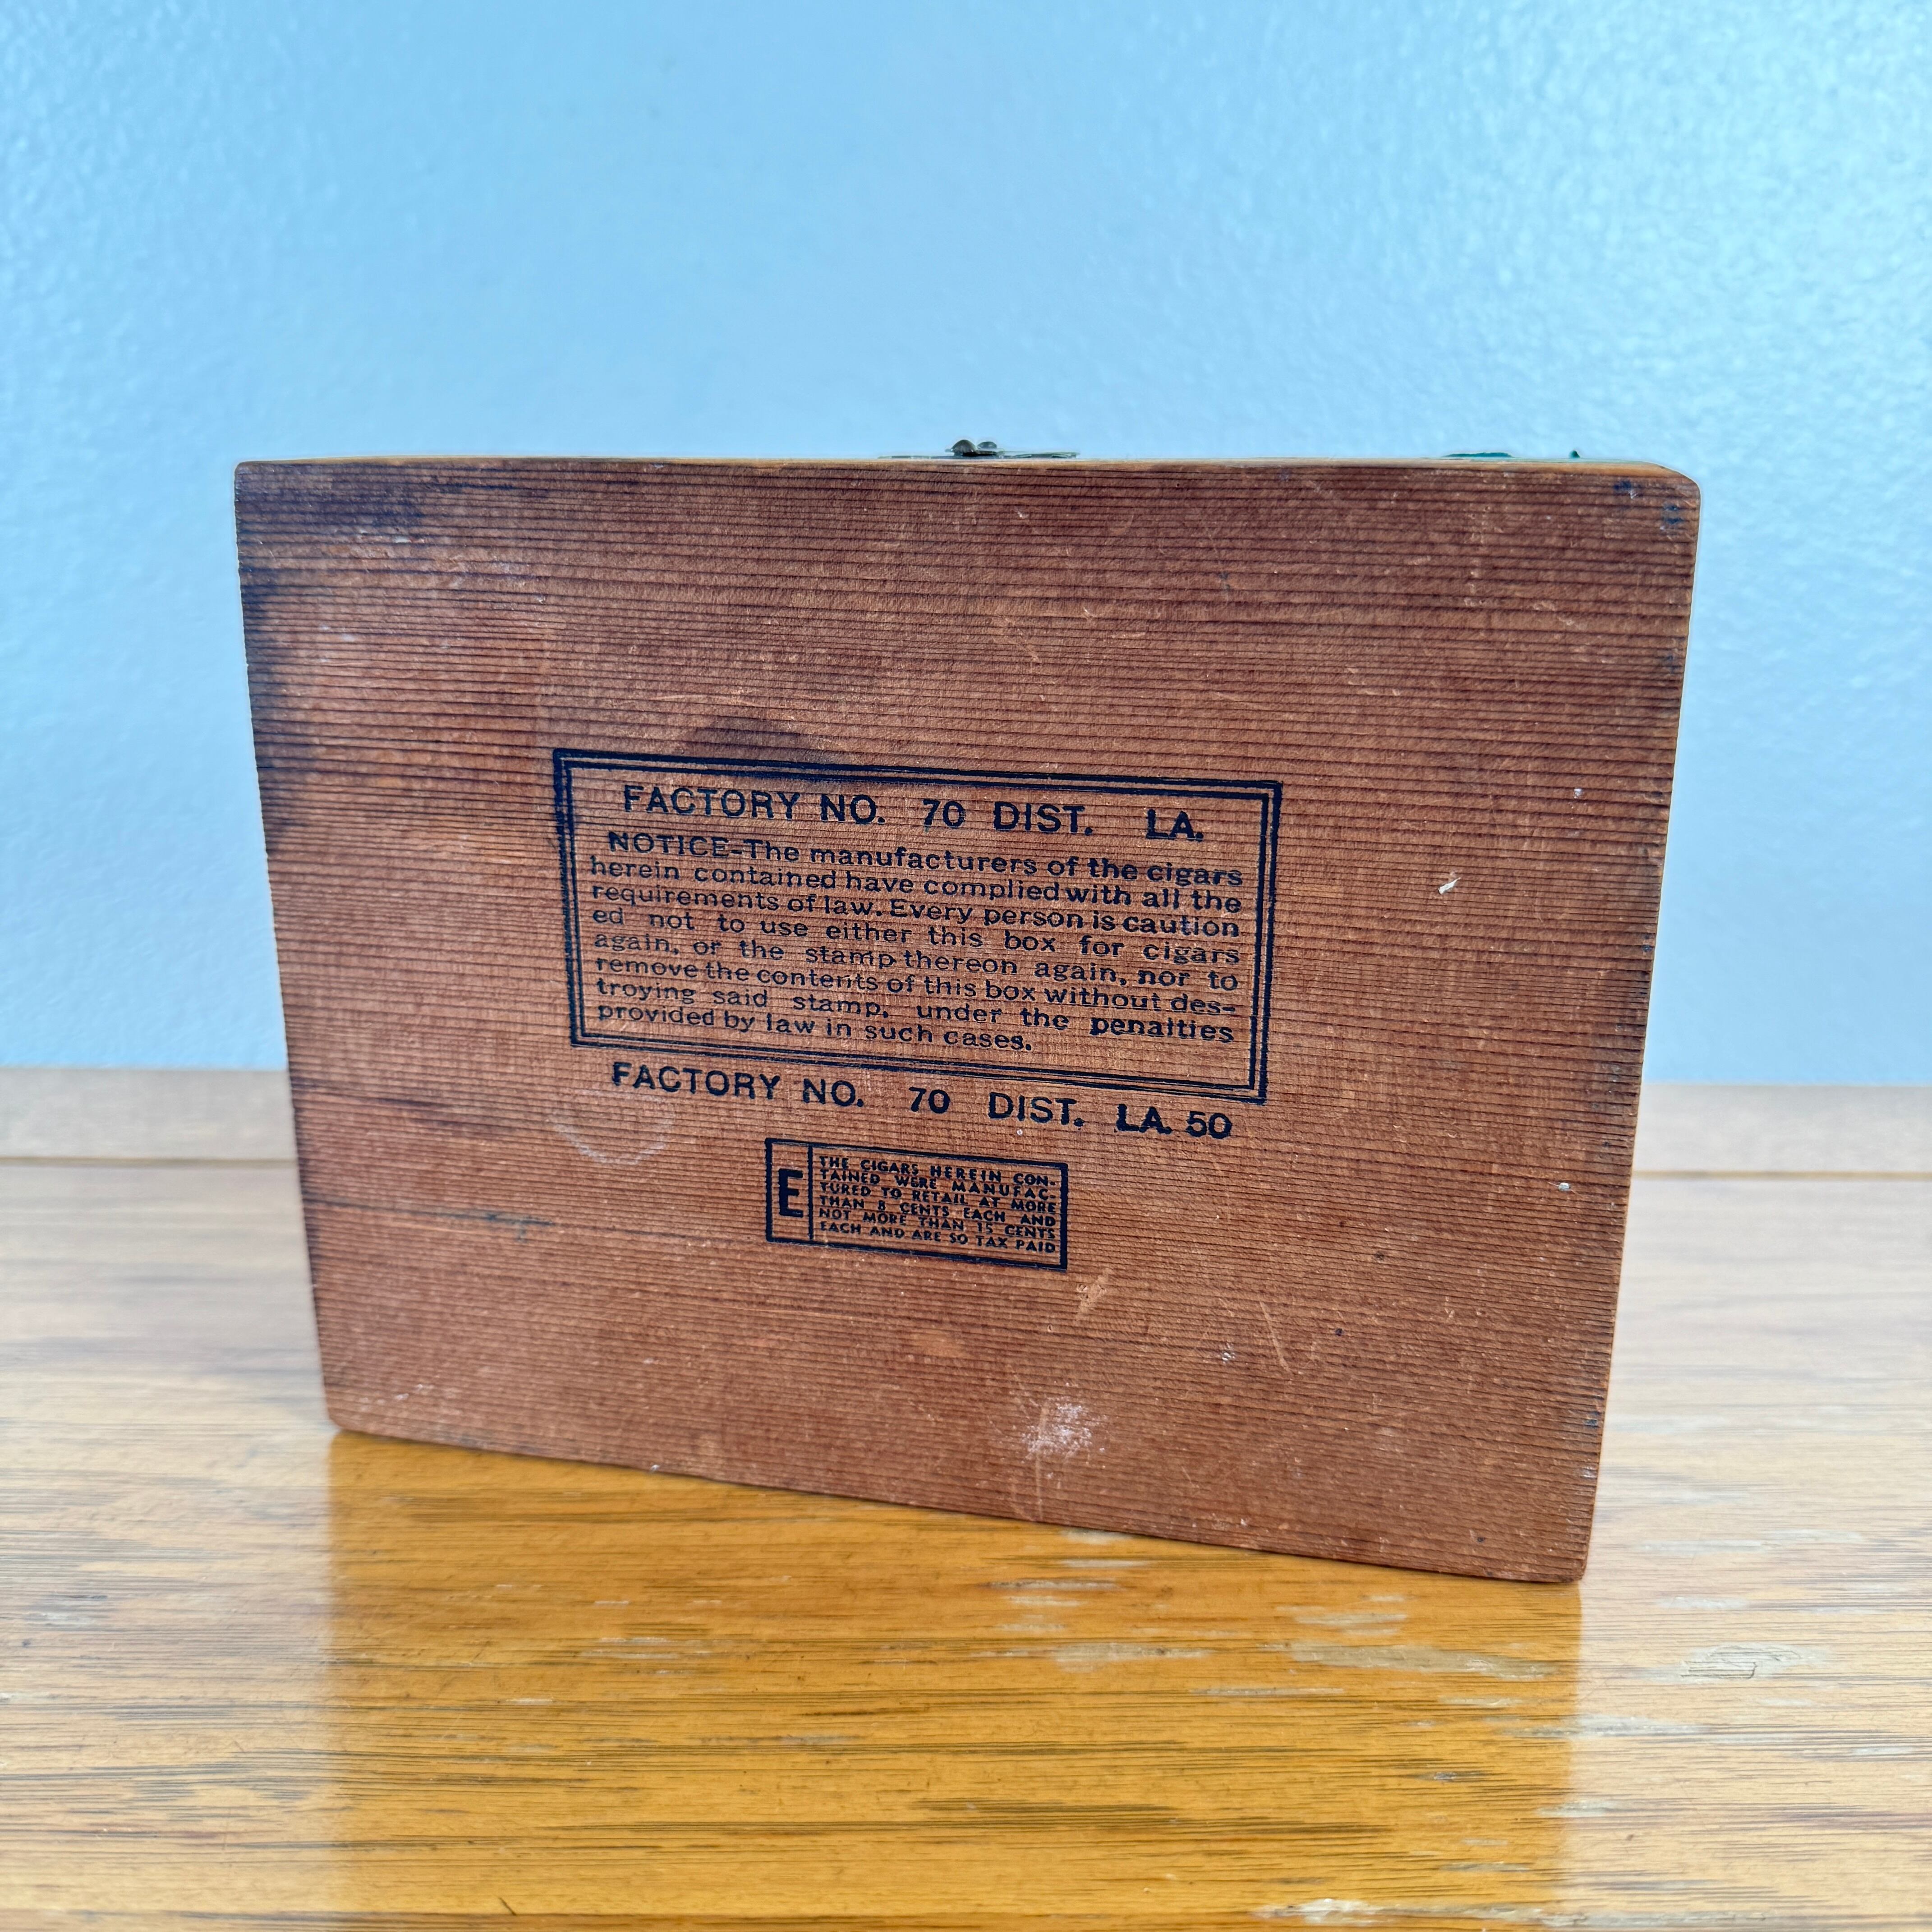 FACTORY NO. 70 DIST. LA.
NOTICE-The manufacturers of the cigars
herein contained have complied with all the
requirements of law. Every person is caution
ed not to use either this box for cigars
again, or the stamp thereon again, nor to
remove the contents of this box without des-
troying said stamp, under the penalties
provided by law in such cases.
FACTORY NO. 70 DIST. LA. 50
E
THE CIGARS HEREIN CON-
TAINED WERE MANUFAC-
TURED TO RETAIL AT MORE
THAN 8 CENTS EACH AND
NOT MORE THAN 15 CENTS
EACH AND ARE SO TAX PAID